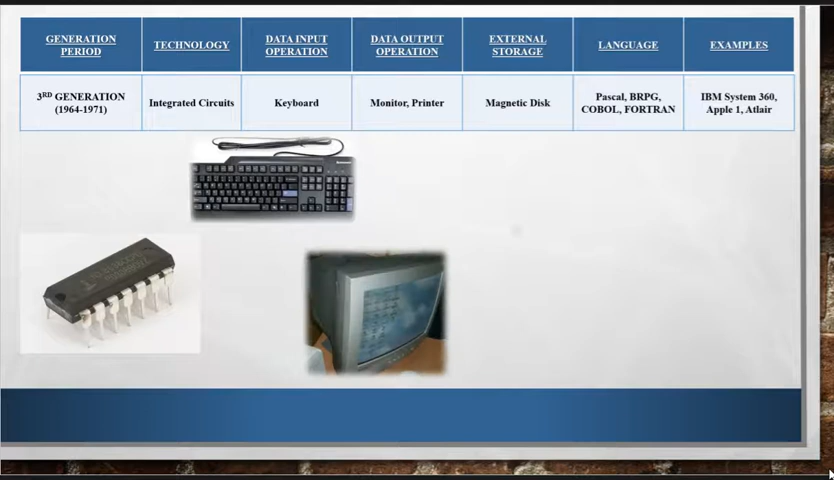 GENERATION PERIOD
TECHNOLOGY
DATA INPUT OPERATION
DATA OUTPUT OPERATION
EXTERNAL STORAGE
LANGUAGE
EXAMPLES
3RD GENERATION
(1964-1971)
Integrated Circuits
Keyboard
Monitor, Printer
Magnetic Disk
Pascal, BRPG,
COBOL, FORTRAN
IBM System 360,
Apple 1, Atlair